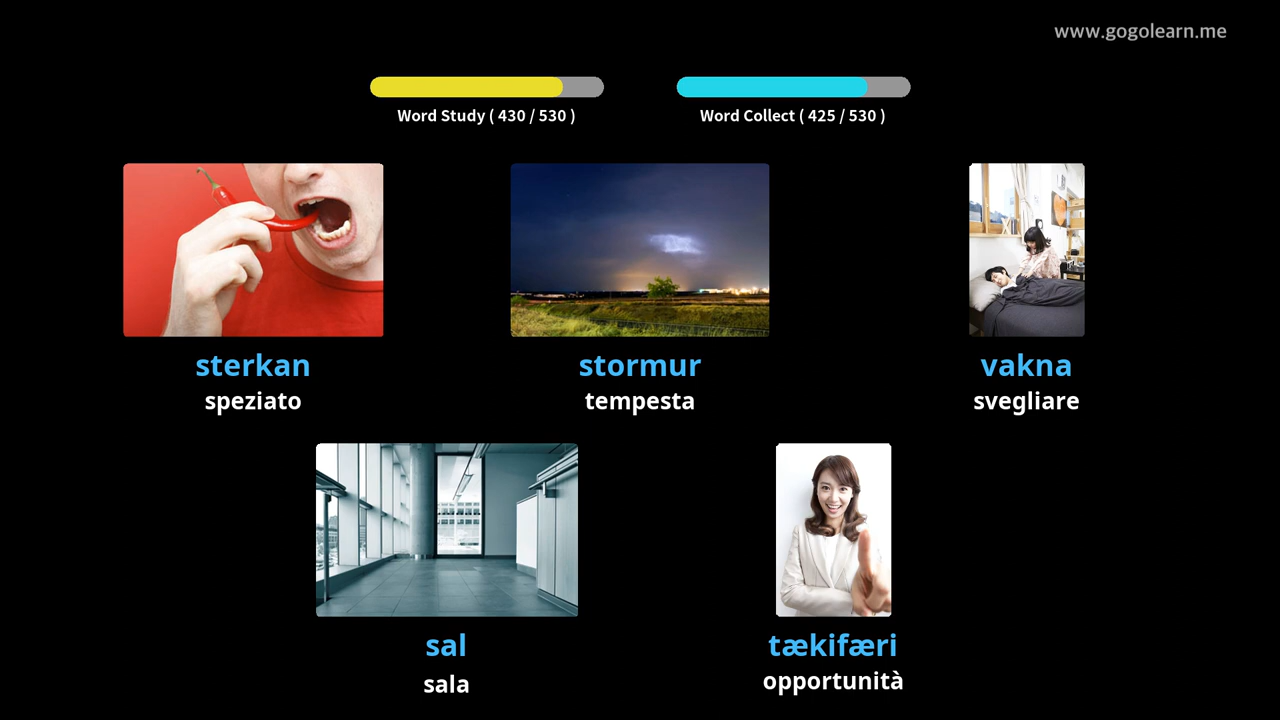 www.gogolearn.me
Word Study ( 430 / 530 )
Word Collect ( 425 / 530 )
sterkan
speziato
stormur
tempesta
vakna
svegliare
sal
sala
tækifæri
opportunità